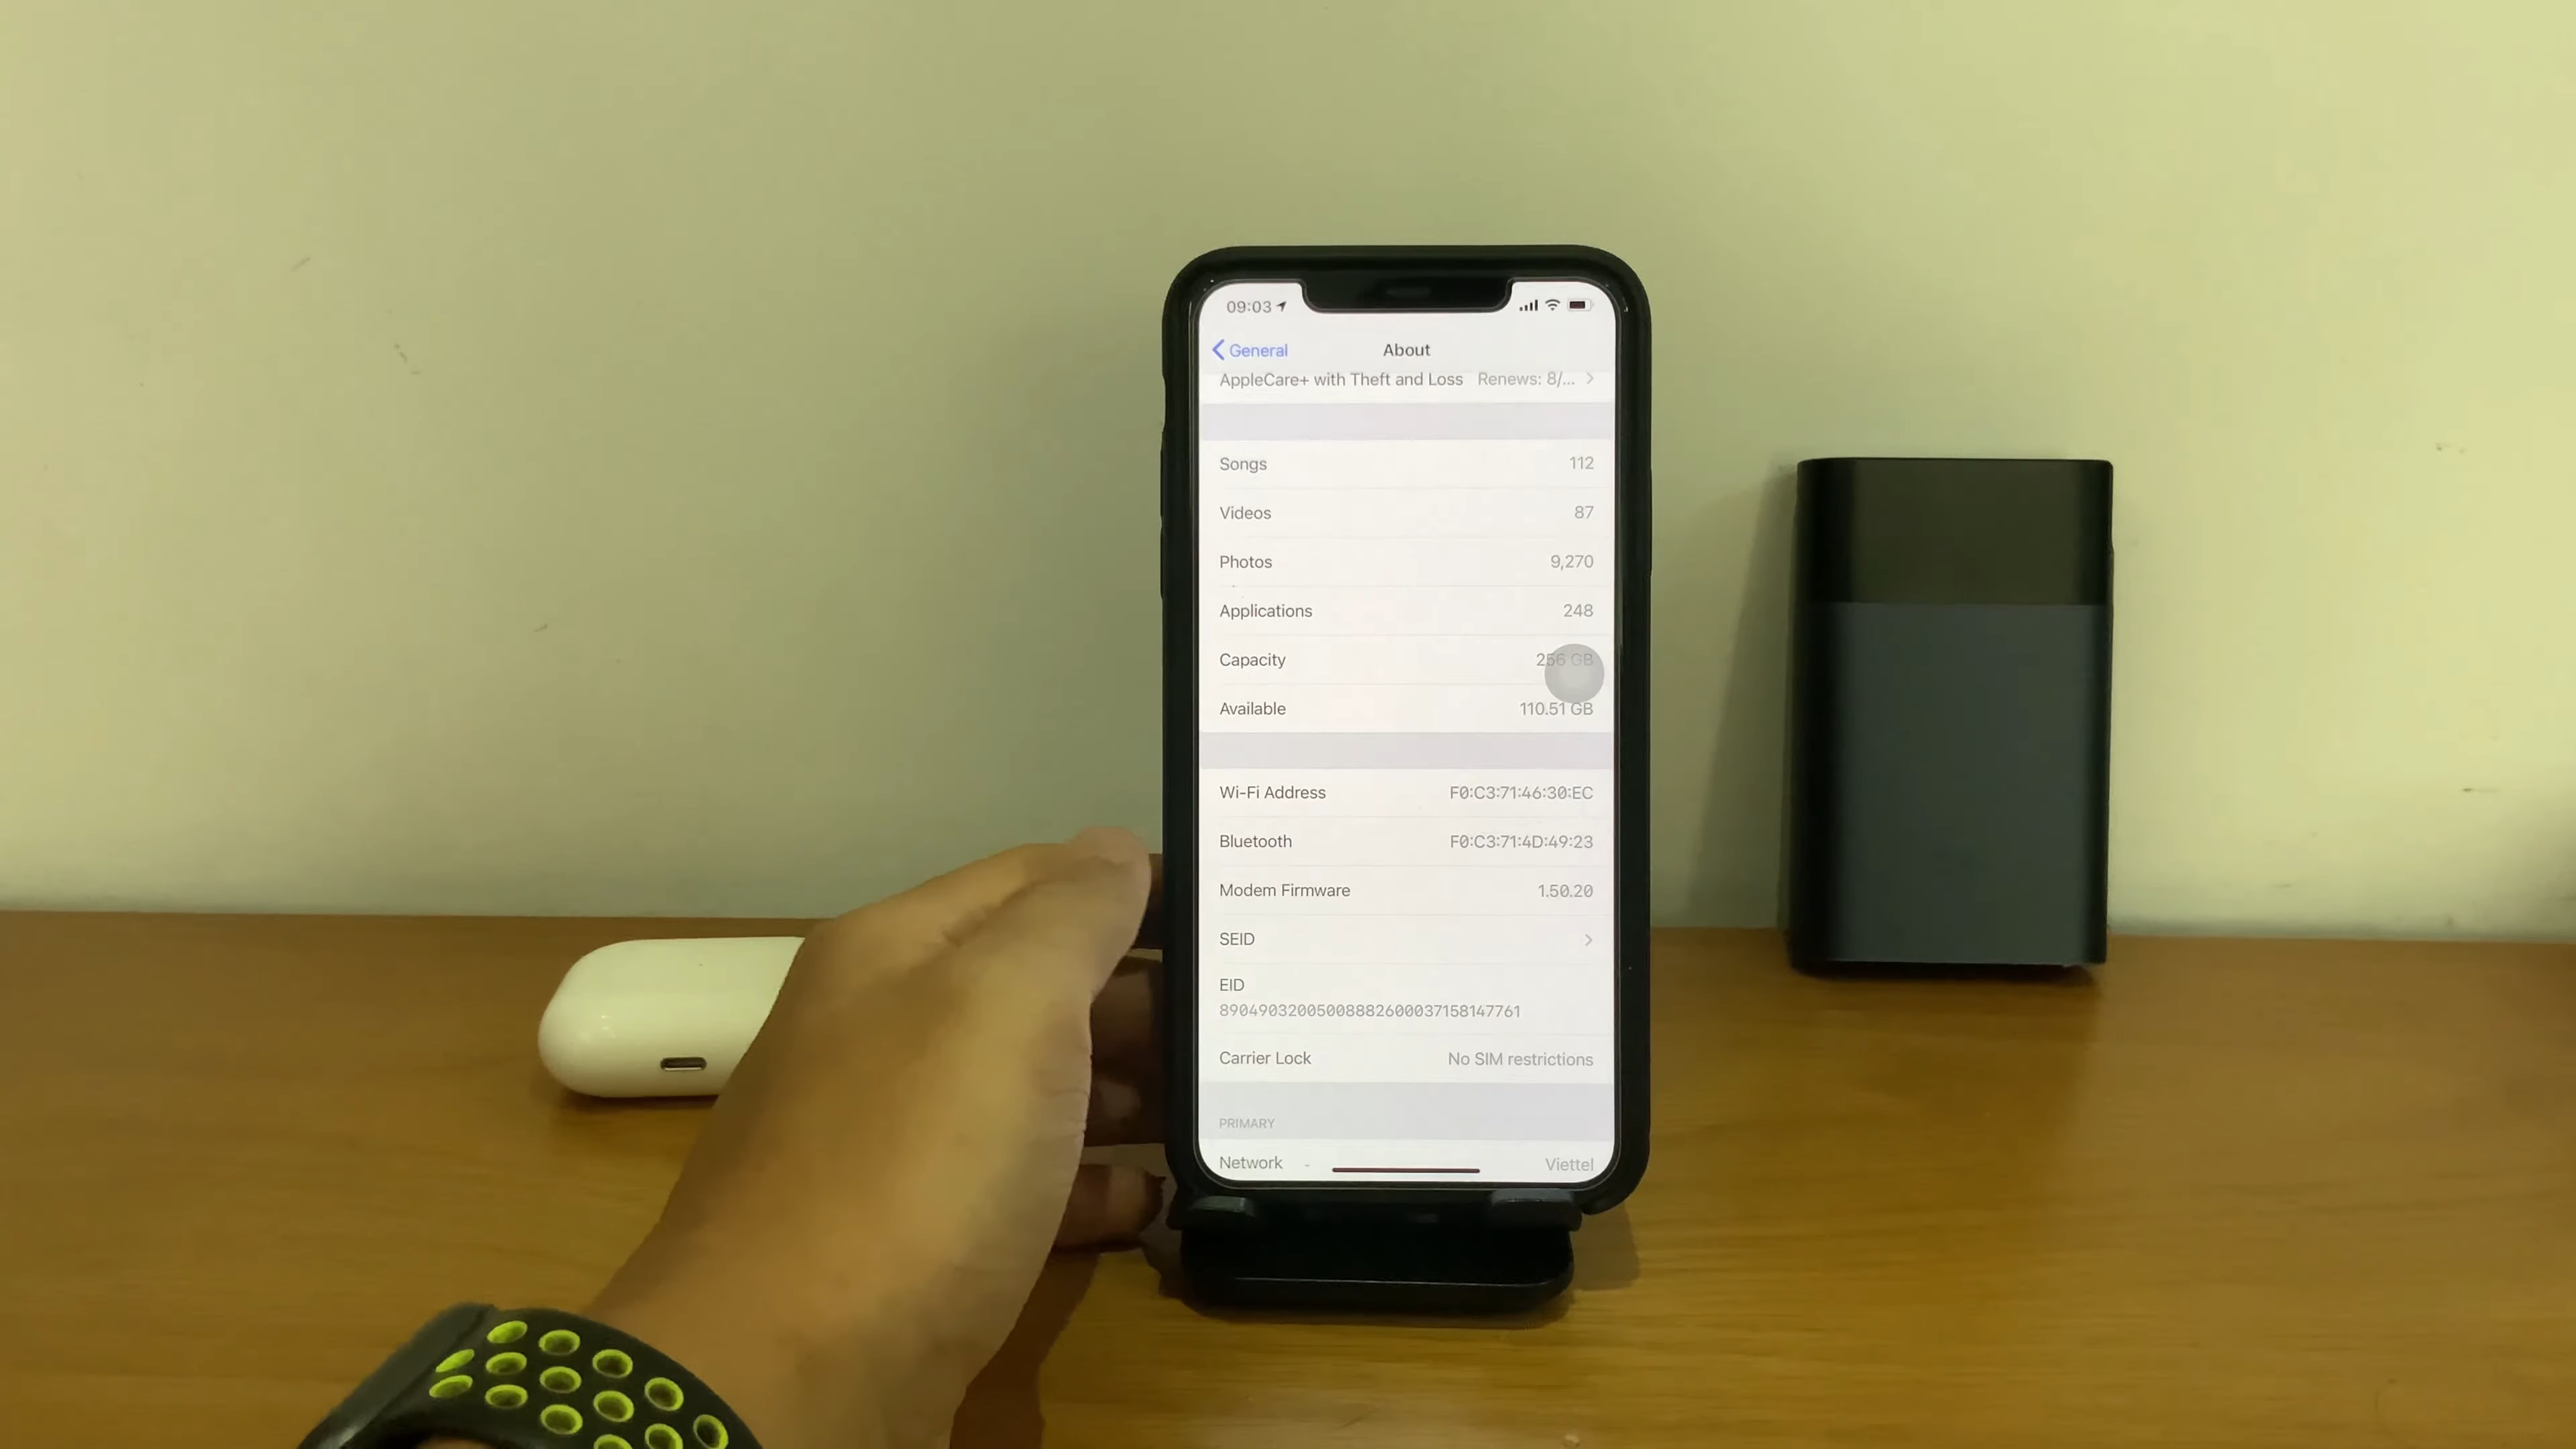 09:03
General About
AppleCare+ with Theft and Loss Renews: 8/...
Songs 112
Videos 87
Photos 9,270
Applications 248
Capacity 256 GB
Available 110.51 GB
Wi-Fi Address F0:C3:71:46:30:EC
Bluetooth F0:C3:71:4D:49:23
Modem Firmware 1.50.20
SEID
EID
89049032005008882600037158147761
Carrier Lock No SIM restrictions
PRIMARY
Network Viettel